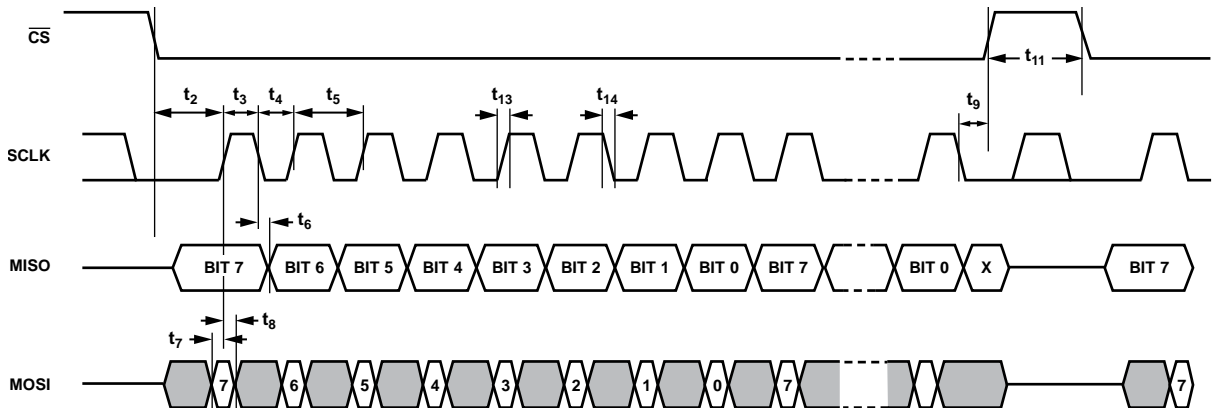 CS
t11
t2 t3 t4 t5 t13 t14 t9
SCLK
t6
MISO BIT 7 BIT 6 BIT 5 BIT 4 BIT 3 BIT 2 BIT 1 BIT 0 BIT 7 BIT 0 X BIT 7
t7 t8
MOSI 7 6 5 4 3 2 1 0 7 7